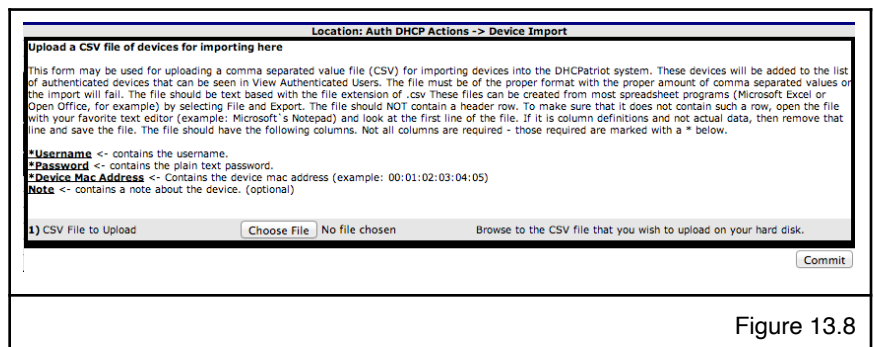 Location: Auth DHCP Actions -> Device Import
Upload a CSV file of devices for importing here
This form may be used for uploading a comma separated value file (CSV) for importing devices into the DHCPatriot system. These devices will be added to the list
of authenticated devices that can be seen in View Authenticated Users. The file must be of the proper format with the proper amount of comma separated values or
the import will fail. The file should be text based with the file extension of .csv These files can be created from most spreadsheet programs (Microsoft Excel or
Open Office, for example) by selecting File and Export. The file should NOT contain a header row. To make sure that it does not contain such a row, open the file
with your favorite text editor (example: Microsoft`s Notepad) and look at the first line of the file. If it is column definitions and not actual data, then remove that
line and save the file. The file should have the following columns. Not all columns are required - those required are marked with a * below.
*Username <- contains the username.
*Password <- contains the plain text password.
*Device Mac Address <- Contains the device mac address (example: 00:01:02:03:04:05)
Note <- contains a note about the device. (optional)
1) CSV File to Upload Choose File No file chosen Browse to the CSV file that you wish to upload on your hard disk.
Commit
Figure 13.8